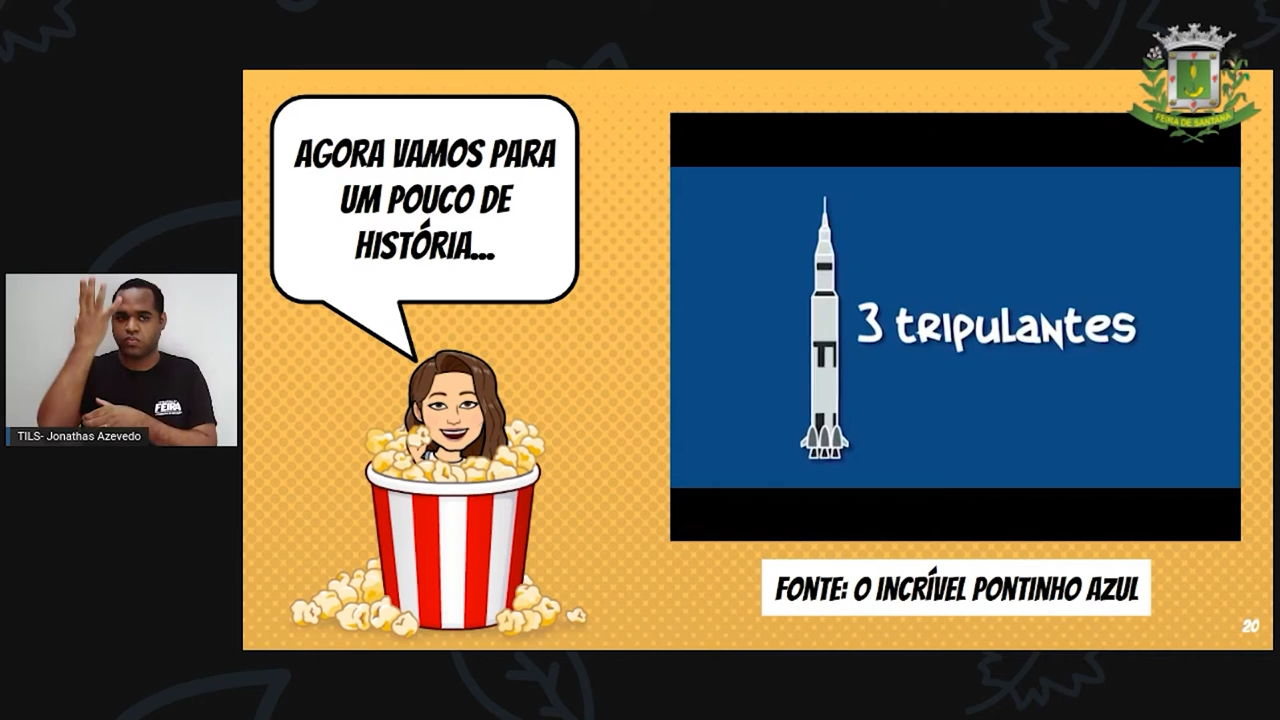 AGORA VAMOS PARA
UM POUCO DE
HISTÓRIA...
3 tripulantes
FONTE: O INCRÍVEL PONTINHO AZUL
20
FEIRA DE SANTANA
FEIRA
TILS- Jonathas Azevedo